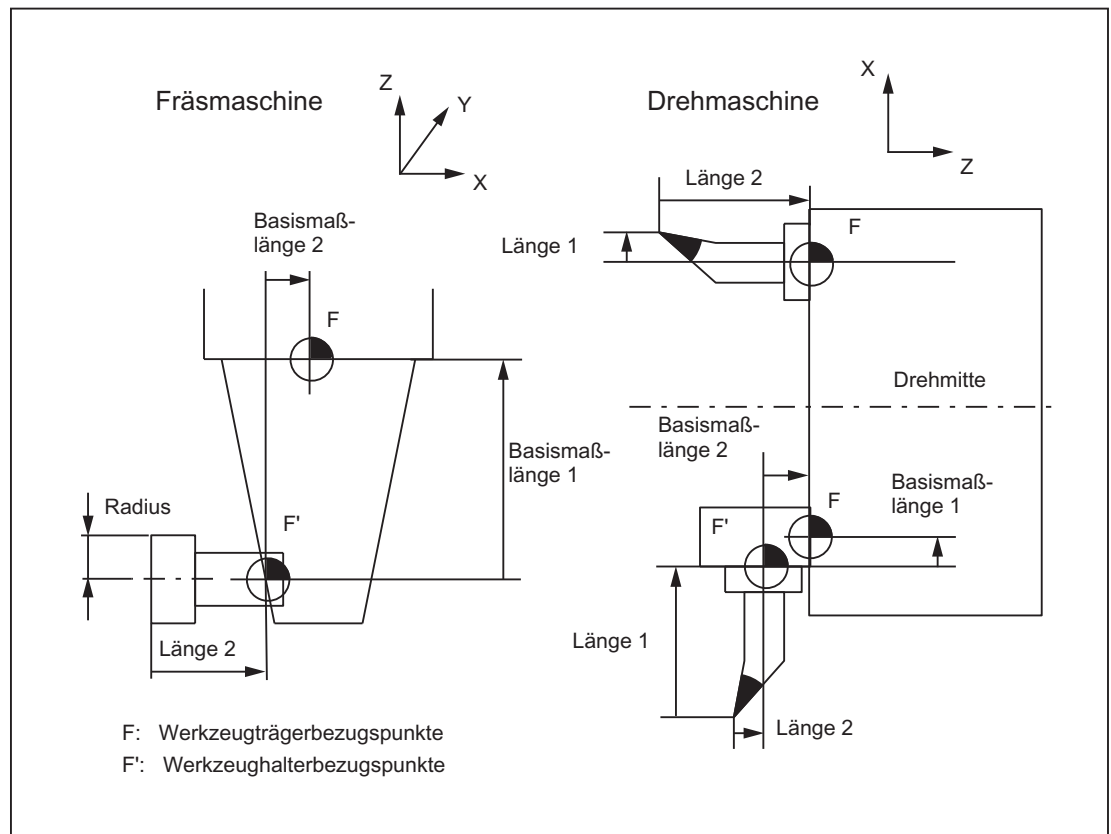 Fräsmaschine
Z
Y
X
Basismaß-
länge 2
F
Basismaß-
länge 1
Radius
F'
Länge 2
Drehmaschine
X
Z
Länge 2
Länge 1
F
Drehmitte
Basismaß-
länge 2
Basismaß-
länge 1
F
F'
Länge 1
Länge 2
F: Werkzeugträgerbezugspunkte
F': Werkzeughalterbezugspunkte